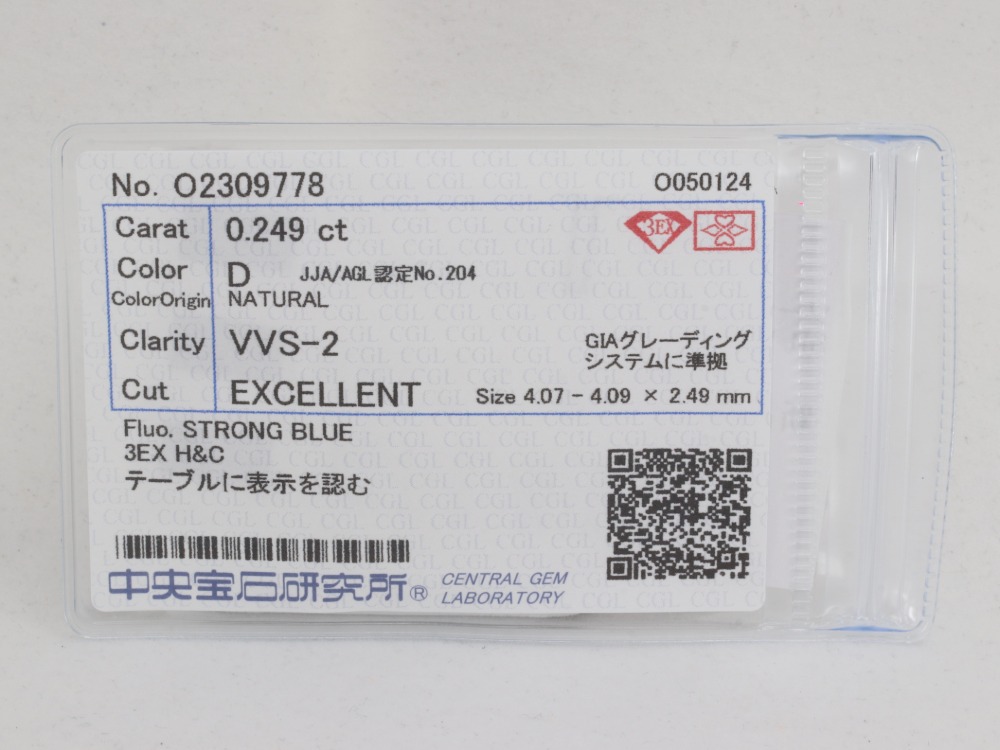 No. O2309778 O050124
Carat 0.249 ct
3EX
Color D JJA/AGL認定No.204
ColorOrigin NATURAL
Clarity VVS-2
GIAグレーディング
システムに準拠
Cut EXCELLENT Size 4.07 - 4.09 × 2.49 mm
Fluo. STRONG BLUE
3EX H&C
テーブルに表示を認む
中央宝石研究所® CENTRAL GEM
LABORATORY